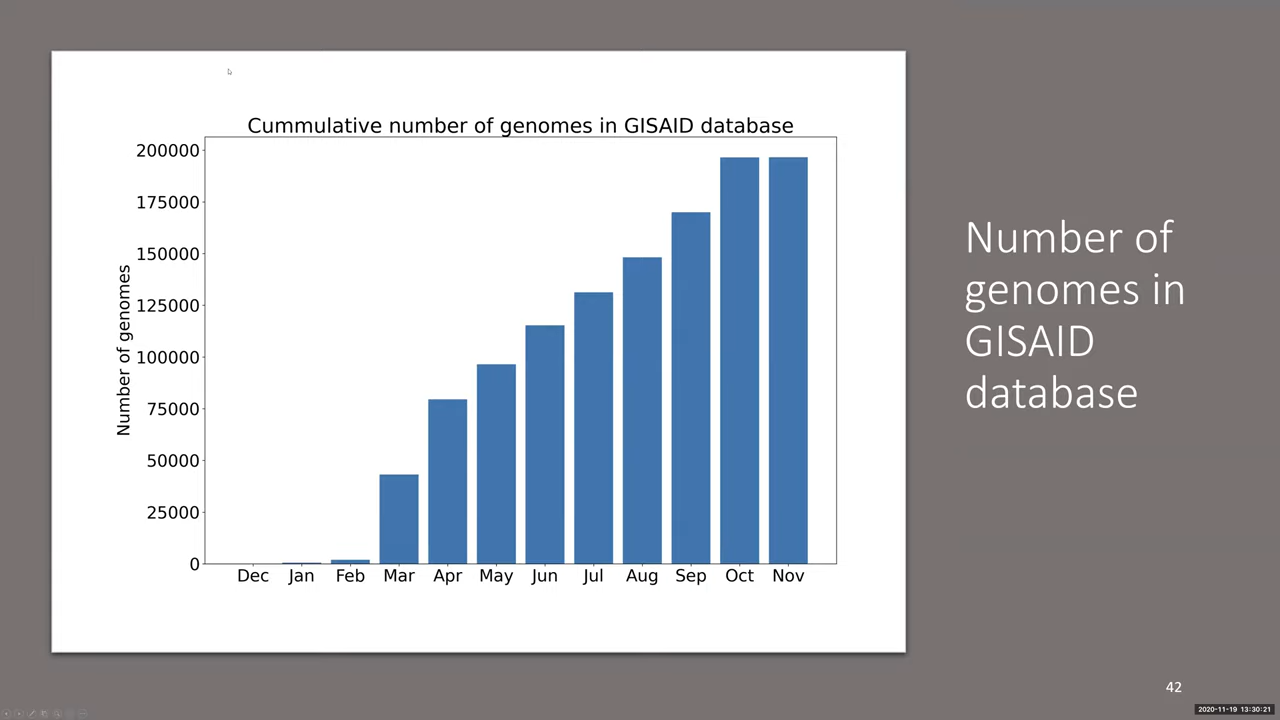 Cummulative number of genomes in GISAID database
200000
175000
150000
125000
100000
75000
50000
25000
0
Number of genomes
Dec Jan Feb Mar Apr May Jun Jul Aug Sep Oct Nov
Number of
genomes in
GISAID
database
42
2020-11-19 13:30:21